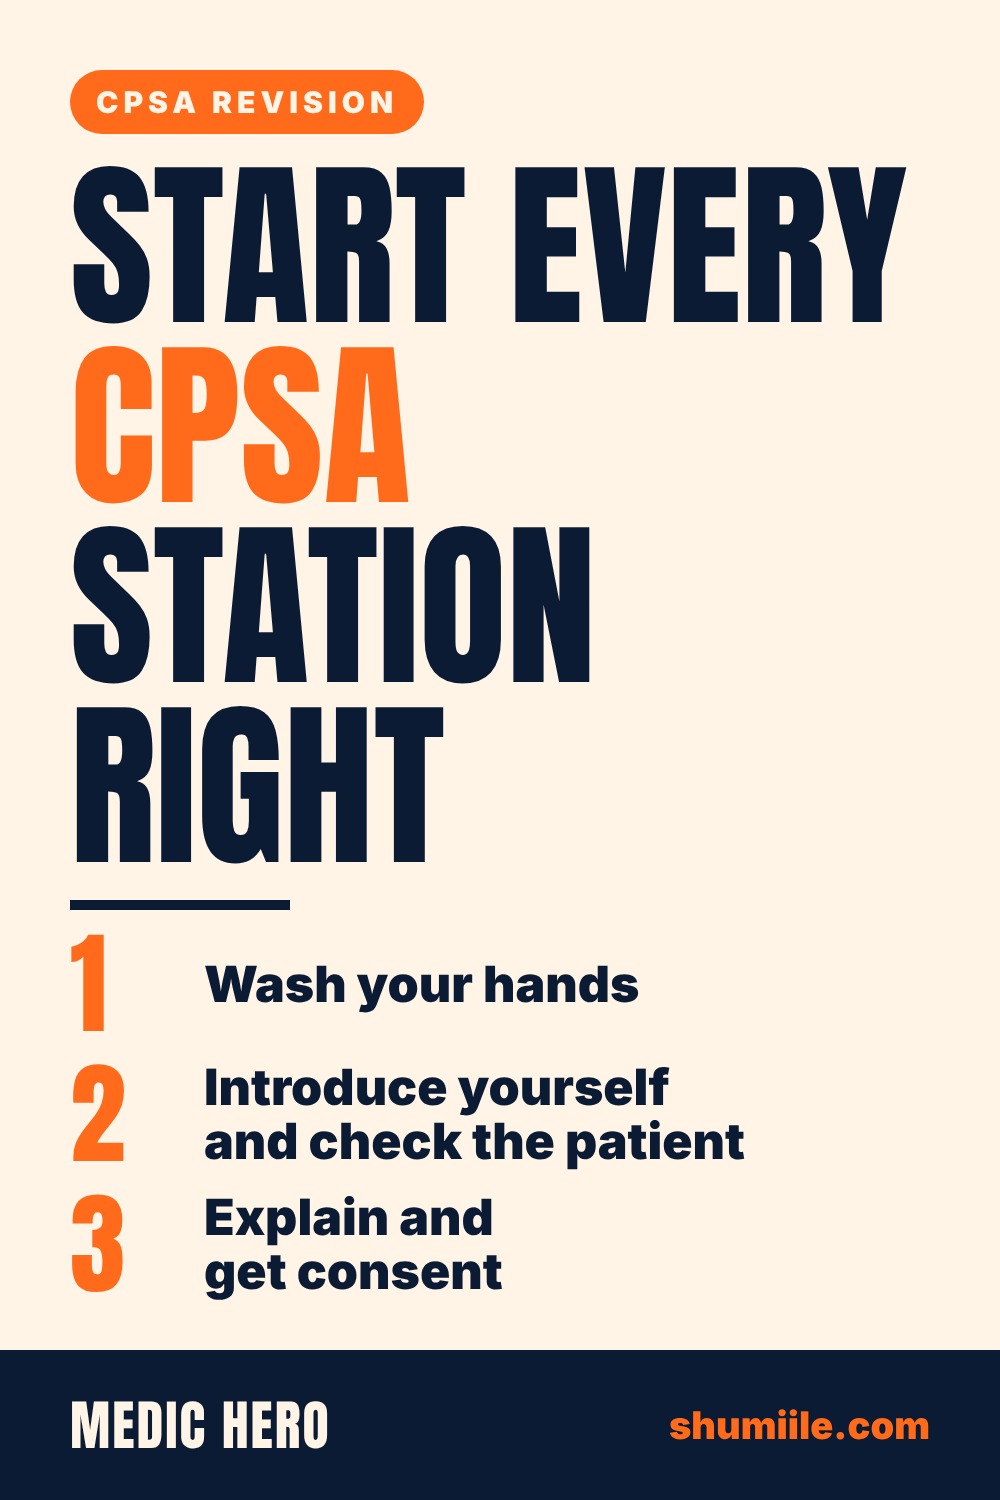 CPSA REVISION
START EVERY
CPSA
STATION
RIGHT
1 Wash your hands
2 Introduce yourself
and check the patient
3 Explain and
get consent
MEDIC HERO
shumiile.com